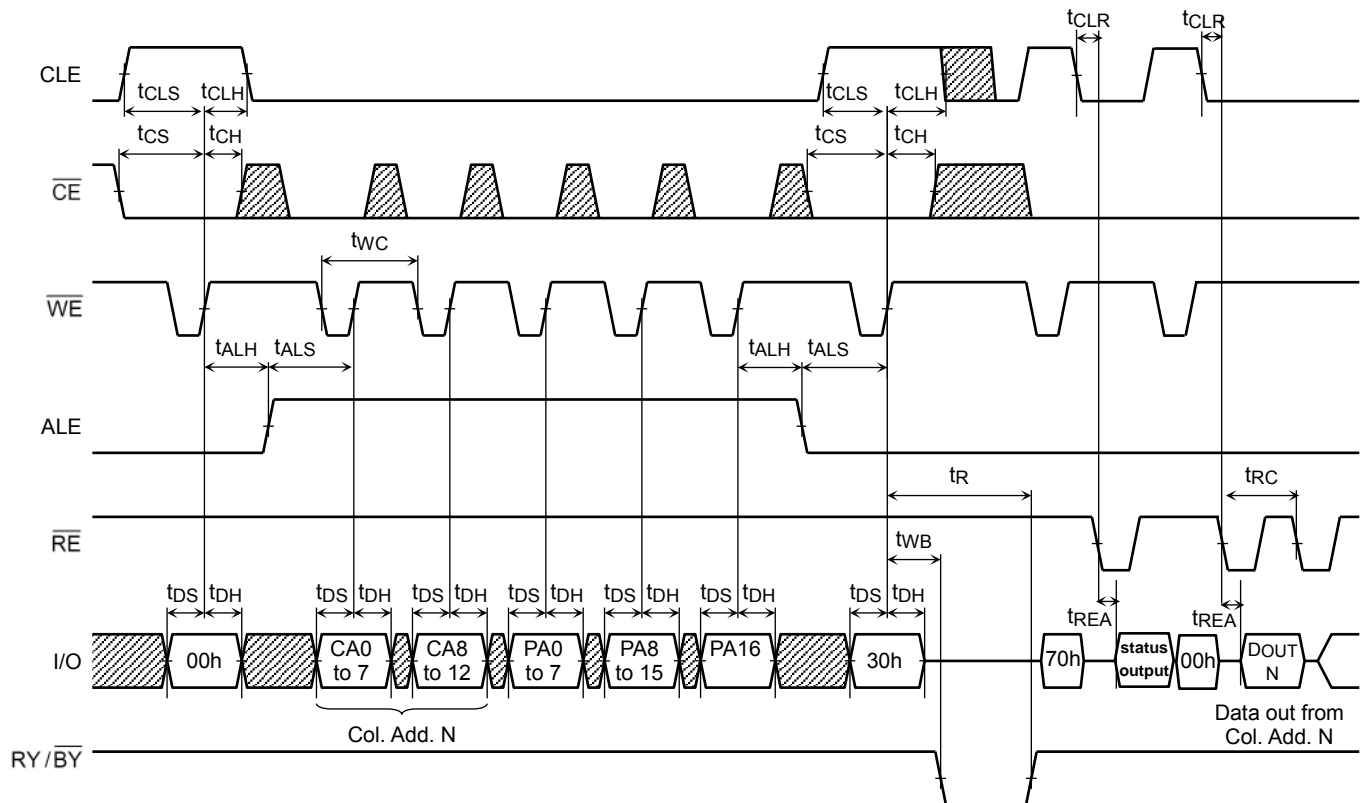 tCLR tCLR
CLE
tCLS tCLH tCLS tCLH
tCS tCH tCS tCH
CE
tWC
WE
tALH tALS tALH tALS
ALE
tR tRC
RE
tWB
tDS tDH tDS tDH tDS tDH tDS tDH tDS tDH tDS tDH tDS tDH
tREA tREA
I/O
00h
CA0 to 7
CA8 to 12
PA0 to 7
PA8 to 15
PA16
30h
70h
status output
00h
DOUT N
Col. Add. N
Data out from
Col. Add. N
RY/BY